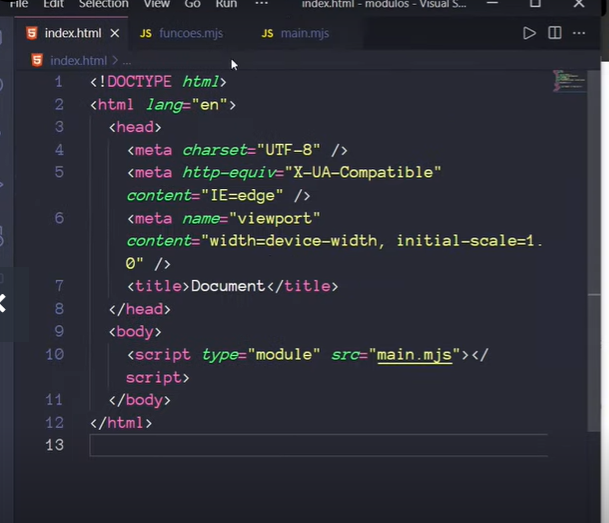 File Edit Selection View Go Run ··· index.html - modulos - Visual S...
index.html × JS funcoes.mjs JS main.mjs
index.html > ...
1 <!DOCTYPE html>
2 <html lang="en">
3 <head>
4 <meta charset="UTF-8" />
5 <meta http-equiv="X-UA-Compatible"
content="IE=edge" />
6 <meta name="viewport"
content="width=device-width, initial-scale=1.
0" />
7 <title>Document</title>
8 </head>
9 <body>
10 <script type="module" src="main.mjs"></
script>
11 </body>
12 </html>
13